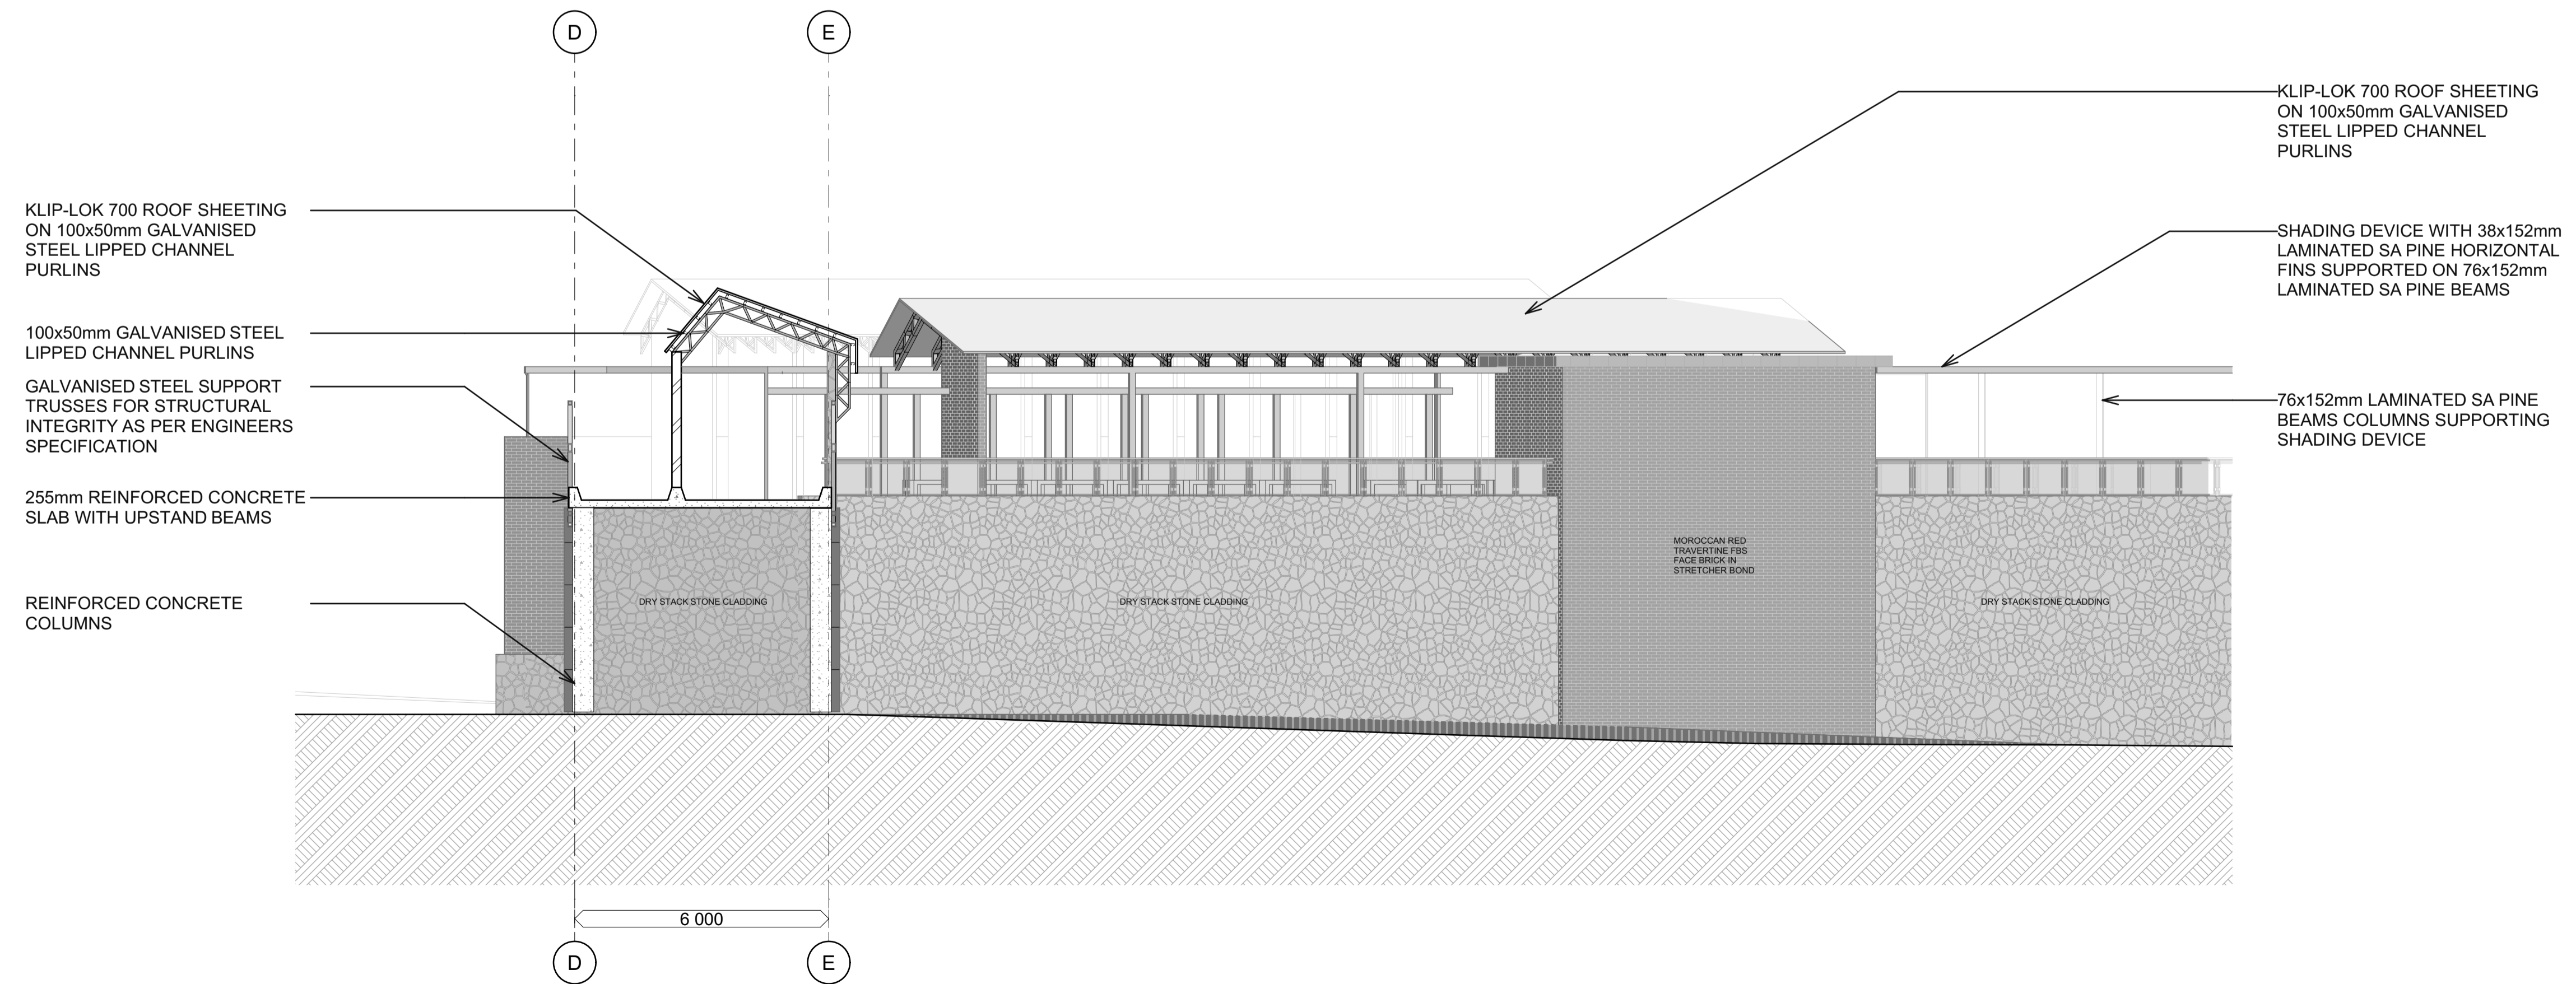 D
E
KLIP-LOK 700 ROOF SHEETING
ON 100x50mm GALVANISED
STEEL LIPPED CHANNEL
PURLINS
KLIP-LOK 700 ROOF SHEETING
ON 100x50mm GALVANISED
STEEL LIPPED CHANNEL
PURLINS
100x50mm GALVANISED STEEL
LIPPED CHANNEL PURLINS
GALVANISED STEEL SUPPORT
TRUSSES FOR STRUCTURAL
INTEGRITY AS PER ENGINEERS
SPECIFICATION
255mm REINFORCED CONCRETE
SLAB WITH UPSTAND BEAMS
REINFORCED CONCRETE
COLUMNS
SHADING DEVICE WITH 38x152mm
LAMINATED SA PINE HORIZONTAL
FINS SUPPORTED ON 76x152mm
LAMINATED SA PINE BEAMS
76x152mm LAMINATED SA PINE
BEAMS COLUMNS SUPPORTING
SHADING DEVICE
MOROCCAN RED
TRAVERTINE FBS
FACE BRICK IN
STRETCHER BOND
DRY STACK STONE CLADDING
DRY STACK STONE CLADDING
DRY STACK STONE CLADDING
6 000
D
E